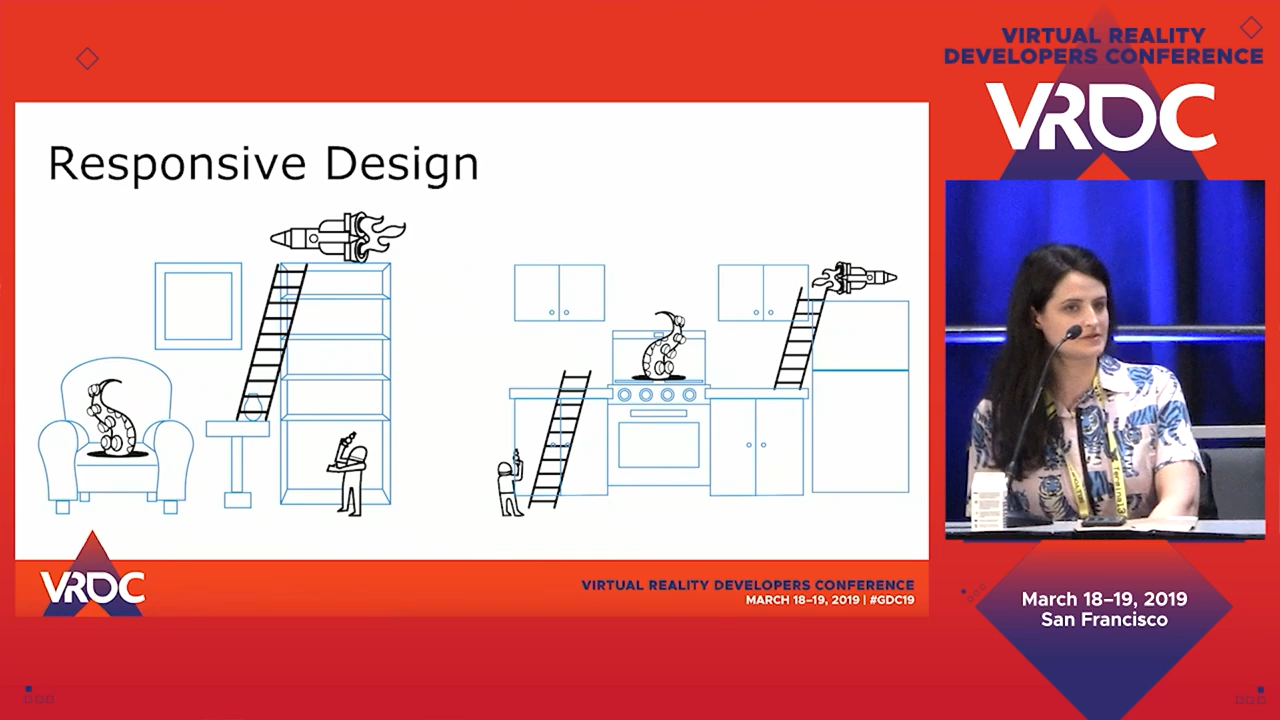 VIRTUAL REALITY
DEVELOPERS CONFERENCE
VRDC
Responsive Design
VRDC
VIRTUAL REALITY DEVELOPERS CONFERENCE
MARCH 18–19, 2019 | #GDC19
March 18–19, 2019
San Francisco